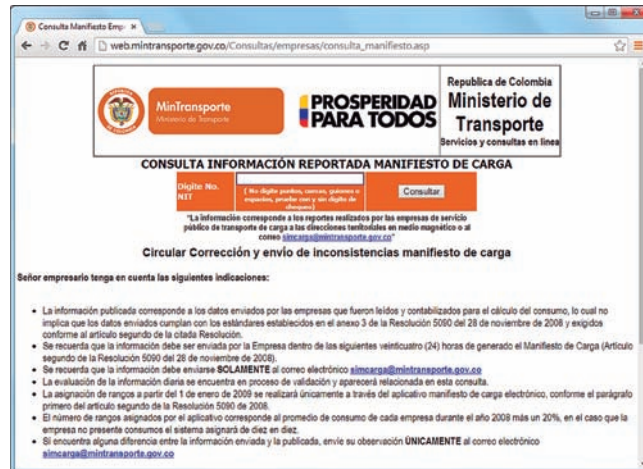 Consulta Manifiesto Emp
web.mintransporte.gov.co/Consultas/empresas/consulta_manifiesto.asp
MinTransporte
Ministerio de Transporte
PROSPERIDAD
PARA TODOS
Republica de Colombia
Ministerio de
Transporte
Servicios y consultas en linea
CONSULTA INFORMACIÓN REPORTADA MANIFIESTO DE CARGA
Digite No.
NIT
( No digite puntos, comas, guiones o
espacios, pruebe con y sin digito de
chequeo)
Consultar
"La información corresponde a los reportes realizados por las empresas de servicio
público de transporte de carga a las direcciones territoriales en medio magnético o al
correo simcarga@mintransporte.gov.co"
Circular Corrección y envio de inconsistencias manifiesto de carga
Señor empresario tenga en cuenta las siguientes indicaciones:
La información publicada corresponde a los datos enviados por las empresas que fueron leídos y contabilizados para el cálculo del consumo, lo cual no
implica que los datos enviados cumplan con los estándares establecidos en el anexo 3 de la Resolución 5090 del 28 de noviembre de 2008 y exigidos
conforme al artículo segundo de la citada Resolución.
Se recuerda que la información debe ser enviada por la Empresa dentro de las siguientes veinticuatro (24) horas de generado el Manifiesto de Carga (Artículo
segundo de la Resolución 5090 del 28 de noviembre de 2008).
Se recuerda que la información debe enviarse SOLAMENTE al correo electrónico simcarga@mintransporte.gov.co
La evaluación de la información diaria se encuentra en proceso de validación y aparecerá relacionada en esta consulta.
La asignación de rangos a partir del 1 de enero de 2009 se realizará únicamente a través del aplicativo manifiesto de carga electrónico, conforme el parágrafo
primero del artículo segundo de la Resolución 5090 de 2008.
El número de rangos asignados por el aplicativo corresponde al promedio de consumo de cada empresa durante el año 2008 más un 20%, en el caso que la
empresa no presente consumos el sistema asignará de diez en diez.
Si encuentra alguna diferencia entre la información enviada y la publicada, envíe su observación ÚNICAMENTE al correo electrónico
simcarga@mintransporte.gov.co